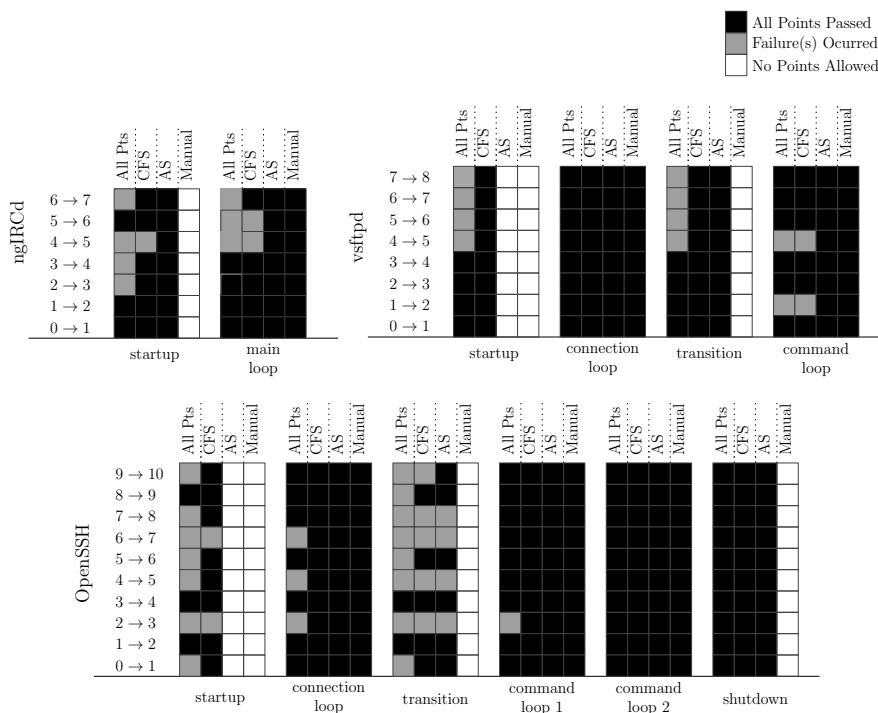 All Points Passed
Failure(s) Ocurred
No Points Allowed
ngIRCd
All Pts
CFS
AS
Manual
All Pts
CFS
AS
Manual
6 → 7
5 → 6
4 → 5
3 → 4
2 → 3
1 → 2
0 → 1
startup
main
loop
vsftpd
All Pts
CFS
AS
Manual
All Pts
CFS
AS
Manual
All Pts
CFS
AS
Manual
All Pts
CFS
AS
Manual
7 → 8
6 → 7
5 → 6
4 → 5
3 → 4
2 → 3
1 → 2
0 → 1
startup
connection
loop
transition
command
loop
OpenSSH
All Pts
CFS
AS
Manual
All Pts
CFS
AS
Manual
All Pts
CFS
AS
Manual
All Pts
CFS
AS
Manual
All Pts
CFS
AS
Manual
All Pts
CFS
AS
Manual
9 → 10
8 → 9
7 → 8
6 → 7
5 → 6
4 → 5
3 → 4
2 → 3
1 → 2
0 → 1
startup
connection
loop
transition
command
loop 1
command
loop 2
shutdown